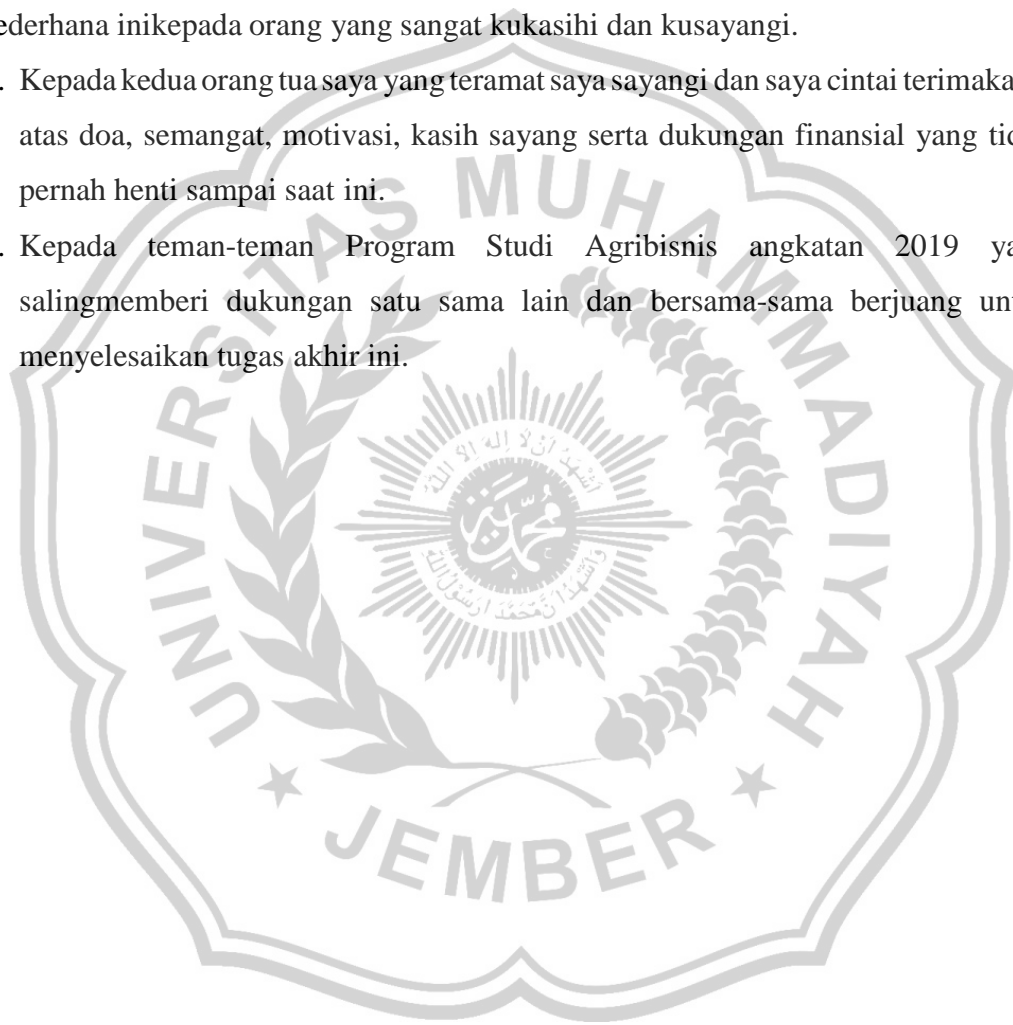 ederhana inikepada orang yang sangat kukasihi dan kusayangi.
. Kepada kedua orang tua saya yang teramat saya sayangi dan saya cintai terimaka
atas doa, semangat, motivasi, kasih sayang serta dukungan finansial yang tid
pernah henti sampai saat ini.
. Kepada teman-teman Program Studi Agribisnis angkatan 2019 ya
salingmemberi dukungan satu sama lain dan bersama-sama berjuang unt
menyelesaikan tugas akhir ini.
UNIVERSITAS MUHAMMADIYAH
JEMBER